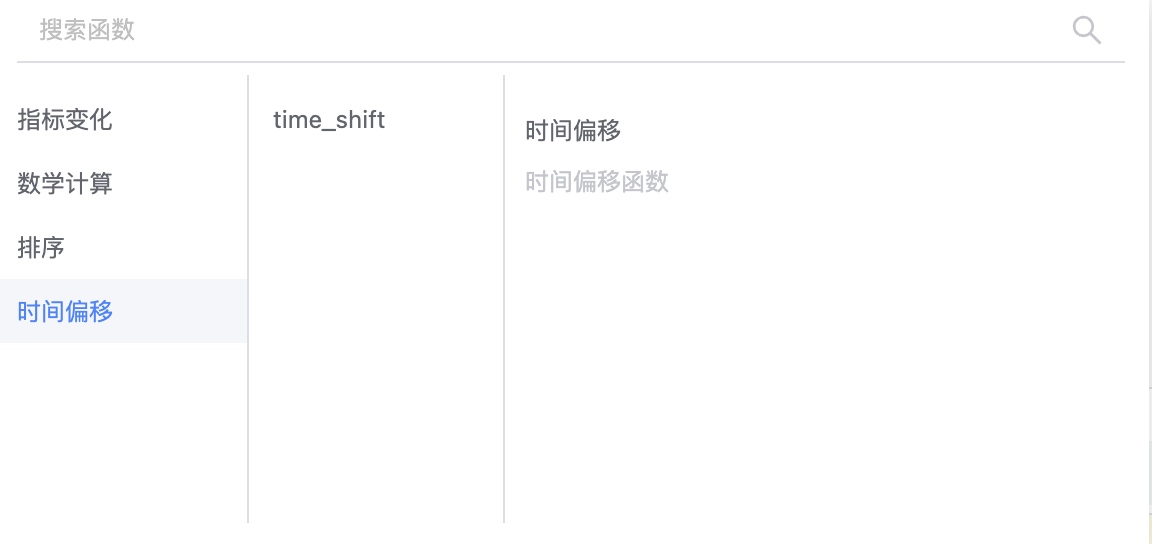 搜索函数
指标变化
数学计算
排序
时间偏移
time_shift
时间偏移
时间偏移函数